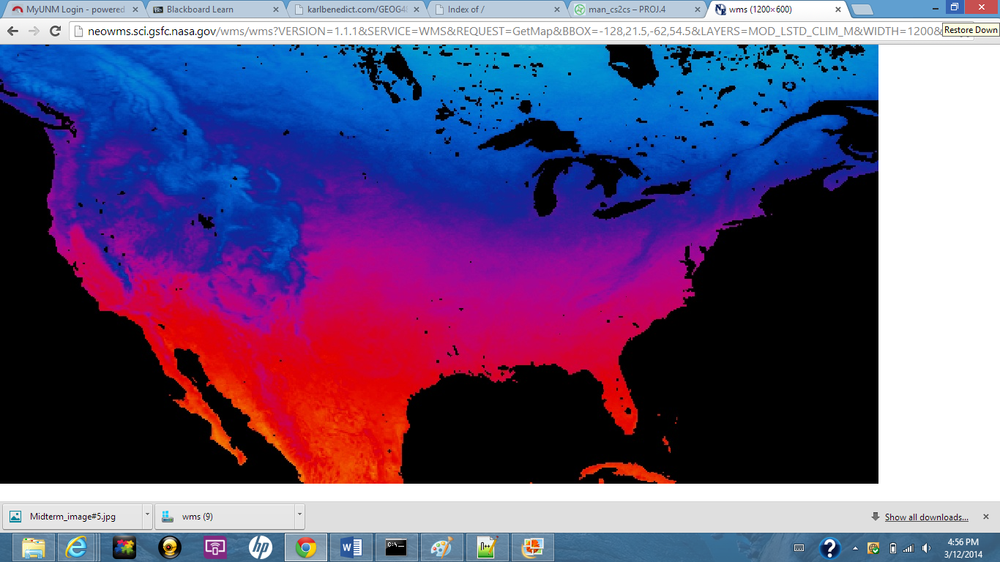 MyUNM Login - powered
Blackboard Learn
karlbenedict.com/GEOG48
Index of /
man_cs2cs – PROJ.4
wms (1200×600)
neowms.sci.gsfc.nasa.gov/wms/wms?VERSION=1.1.1&SERVICE=WMS&REQUEST=GetMap&BBOX=-128,21.5,-62,54.5&LAYERS=MOD_LSTD_CLIM_M&WIDTH=1200&
Restore Down
Midterm_image#5.jpg
wms (9)
Show all downloads...
4:56 PM
3/12/2014